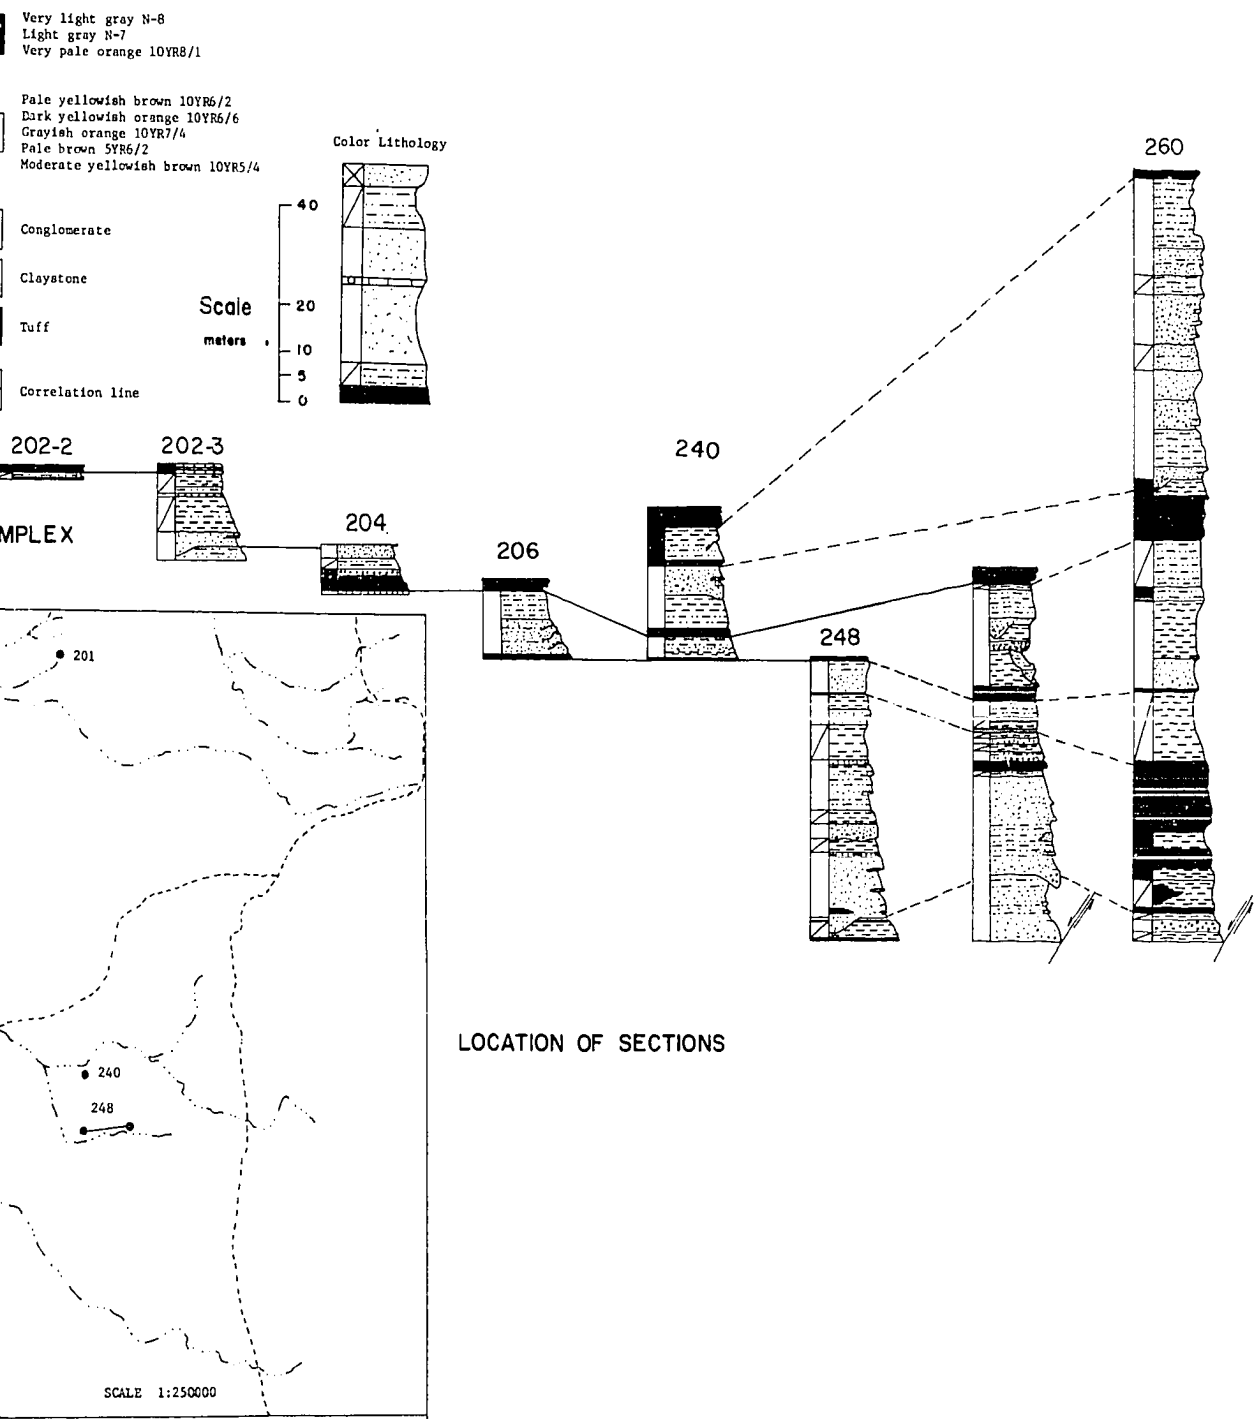 Very light gray N-8
Light gray N-7
Very pale orange 10YR8/1
Pale yellowish brown 10YR6/2
Dark yellowish orange 10YR6/6
Grayish orange 10YR7/4
Pale brown 5YR6/2
Moderate yellowish brown 10YR5/4
Conglomerate
Claystone
Tuff
Correlation line
Color Lithology
Scale
meters
40
20
10
5
0
202-2
202-3
204
206
240
248
260
MPLEX
201
240
248
SCALE 1:250000
LOCATION OF SECTIONS